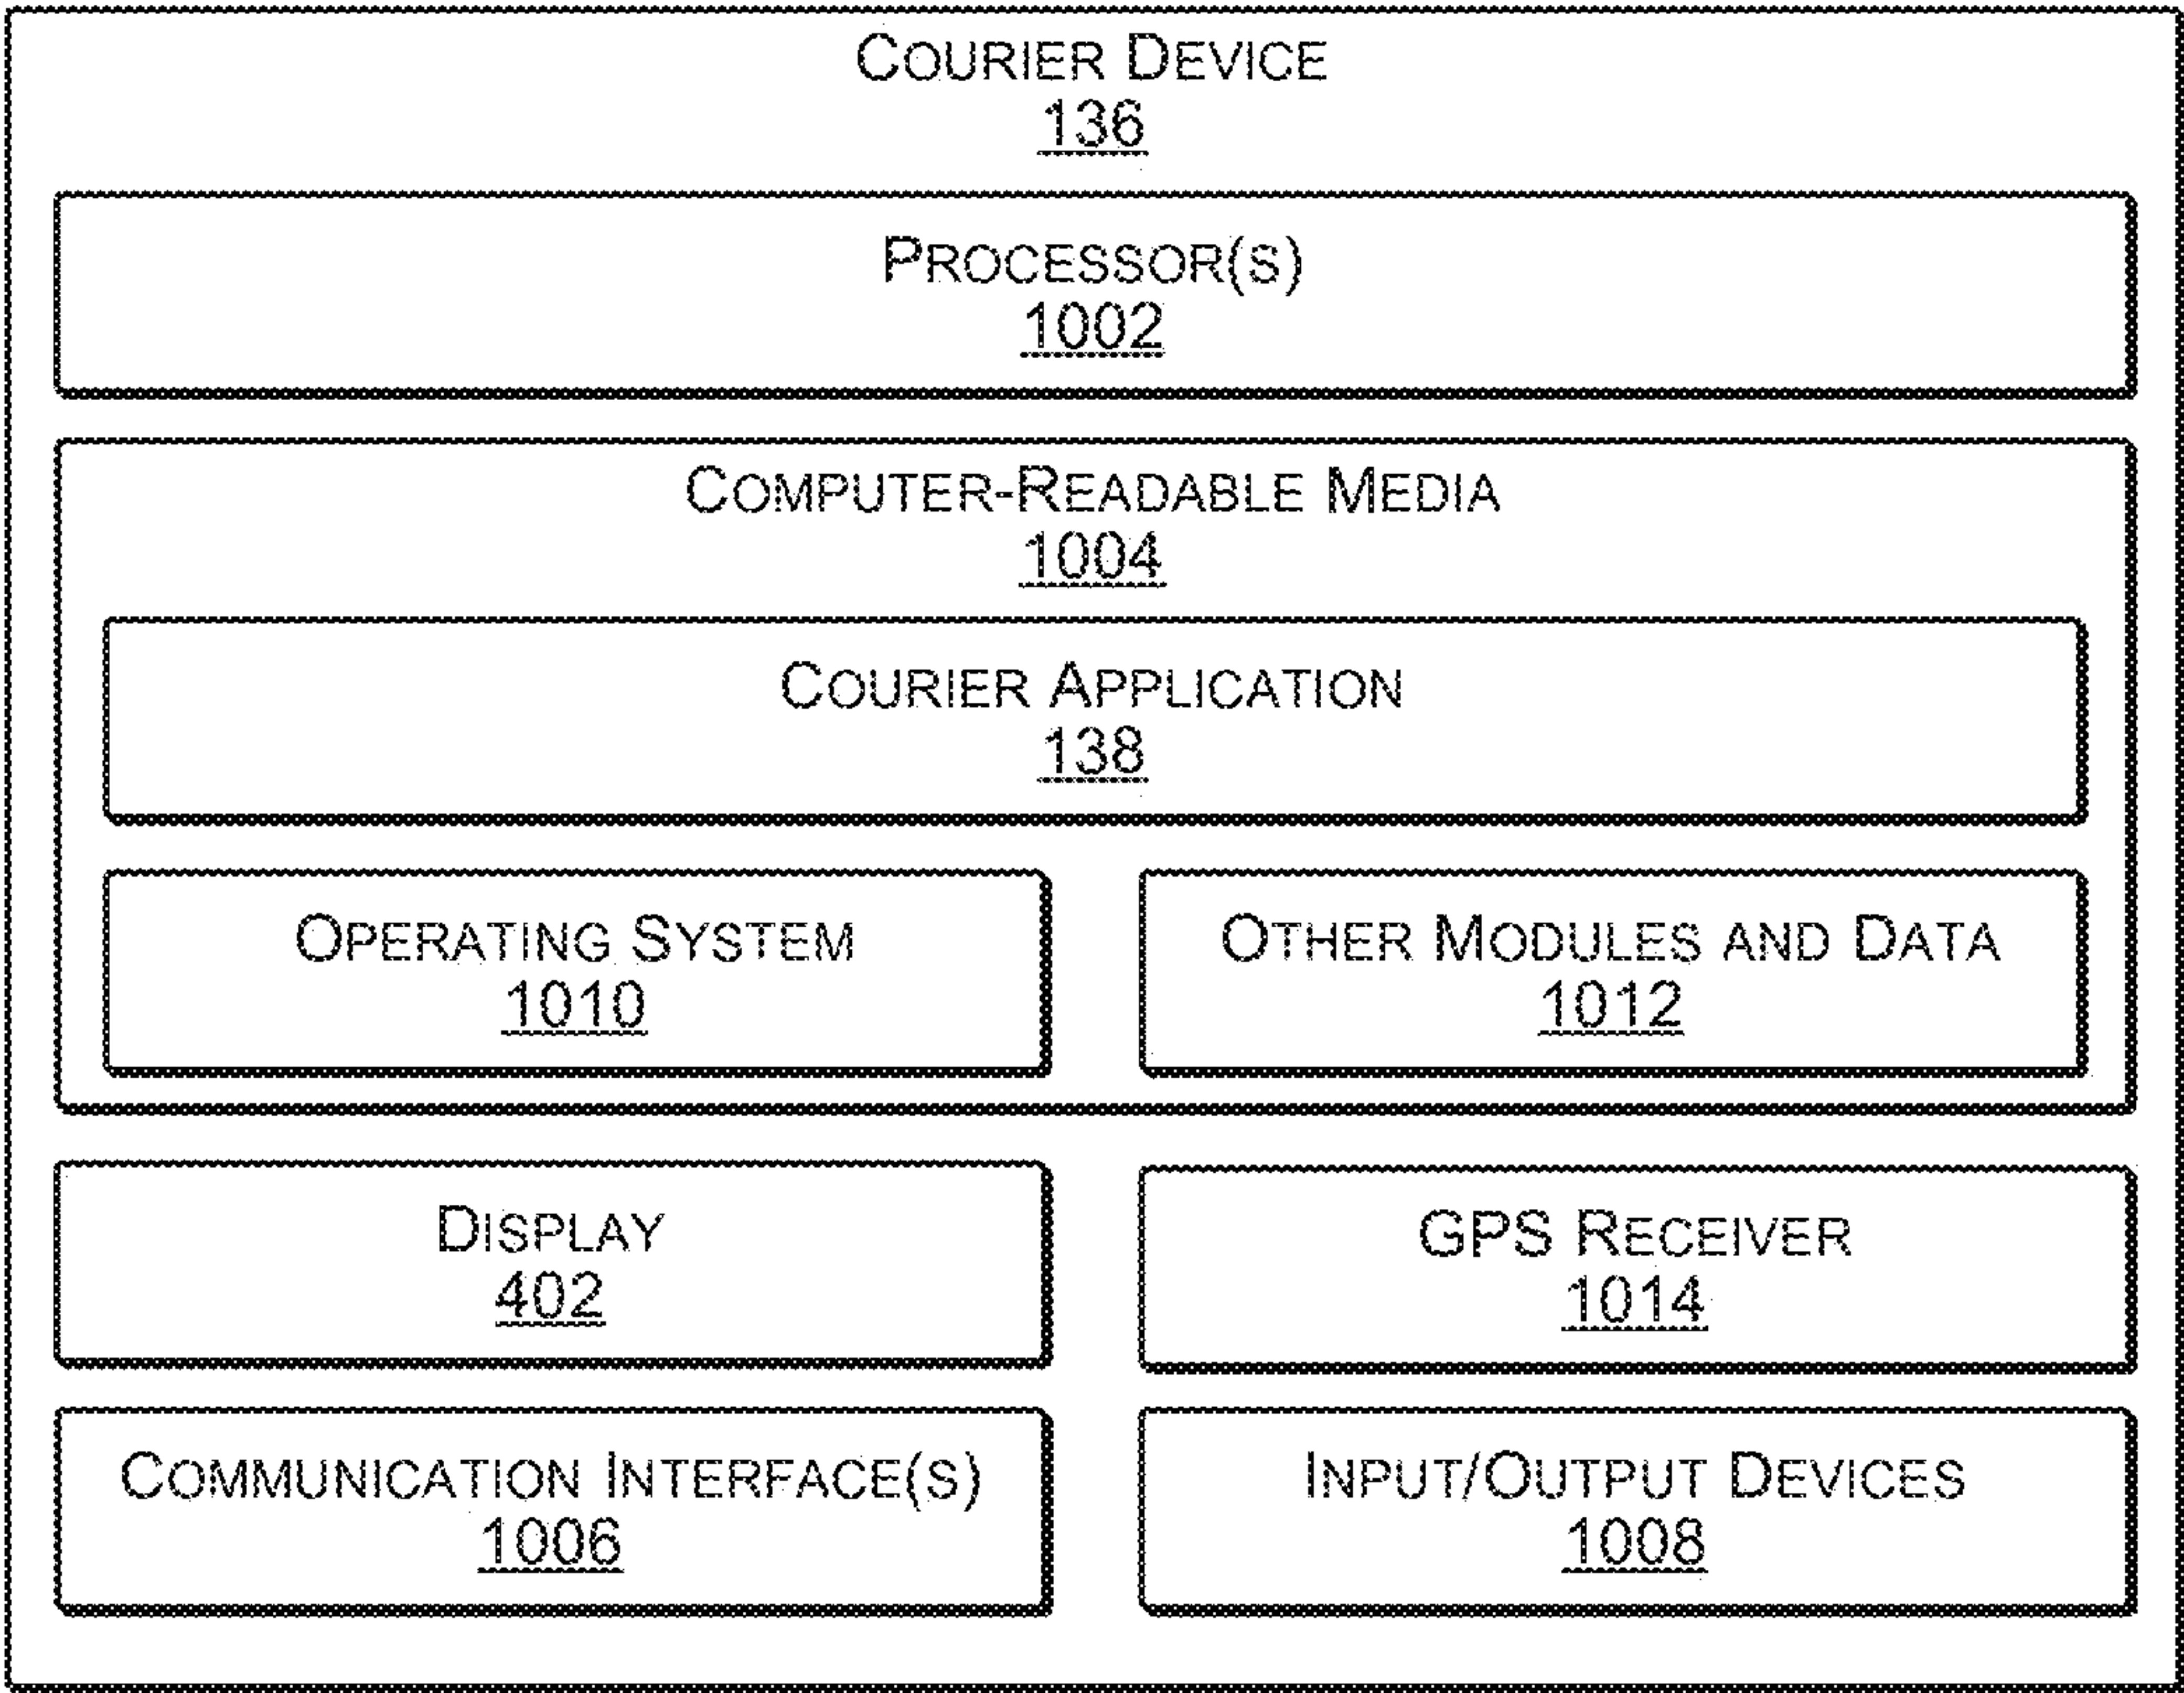 COURIER DEVICE
136
PROCESSOR(S)
1002
COMPUTER-READABLE MEDIA
1004
COURIER APPLICATION
138
OPERATING SYSTEM
1010
OTHER MODULES AND DATA
1012
DISPLAY
402
GPS RECEIVER
1014
COMMUNICATION INTERFACE(S)
1006
INPUT/OUTPUT DEVICES
1008